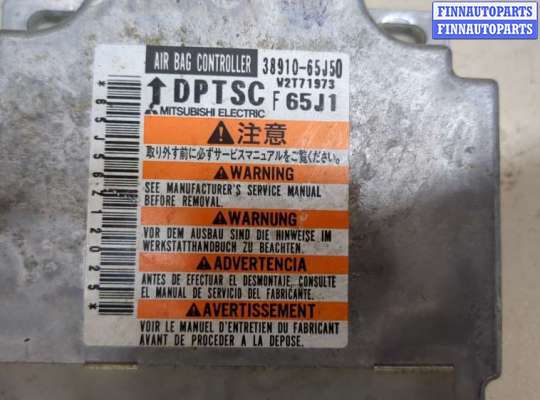 FINNAUTOPARTS
FINNAUTOPARTS
AIR BAG CONTROLLER 38910-65J50
W2T71973
DPTSC F 65J1
MITSUBISHI ELECTRIC
注意
取り外す前に必ずサービスマニュアルをご覧ください。
WARNING
SEE MANUFACTURER'S SERVICE MANUAL
BEFORE REMOVAL.
WARNUNG
VOR DEM AUSBAU SIND DIE HINWEISE IM
WERKSTATTHANDBUCH ZU BEACHTEN.
ADVERTENCIA
ANTES DE EFECTUAR EL DESMONTAJE, CONSULTE
EL MANUAL DE SERVICIO DEL FABRICANTE.
AVERTISSEMENT
VOIR LE MANUEL D'ENTRETIEN DU FABRICANT
AVANT DE PROCEDER A LA DEPOSE.